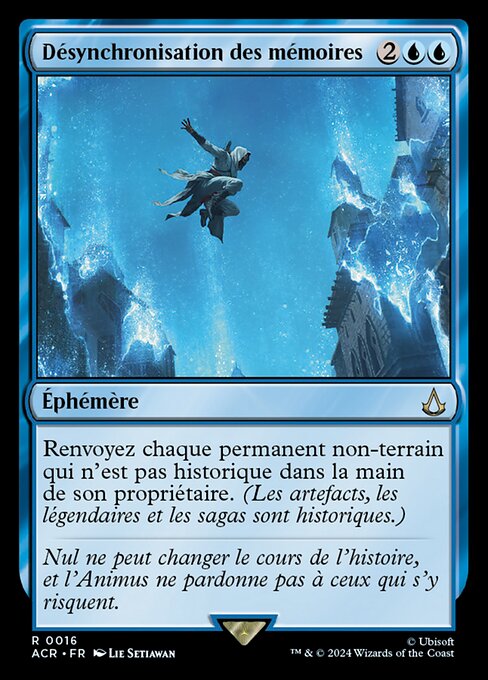 Désynchronisation des mémoires 2
Éphémère
Renvoyez chaque permanent non-terrain
qui n'est pas historique dans la main
de son propriétaire. (Les artefacts, les
légendaires et les sagas sont historiques.)
Nul ne peut changer le cours de l'histoire,
et l'Animus ne pardonne pas à ceux qui s'y
risquent.
R 0016
ACR • FR Lie Setiawan
© Ubisoft
™ & © 2024 Wizards of the Coast